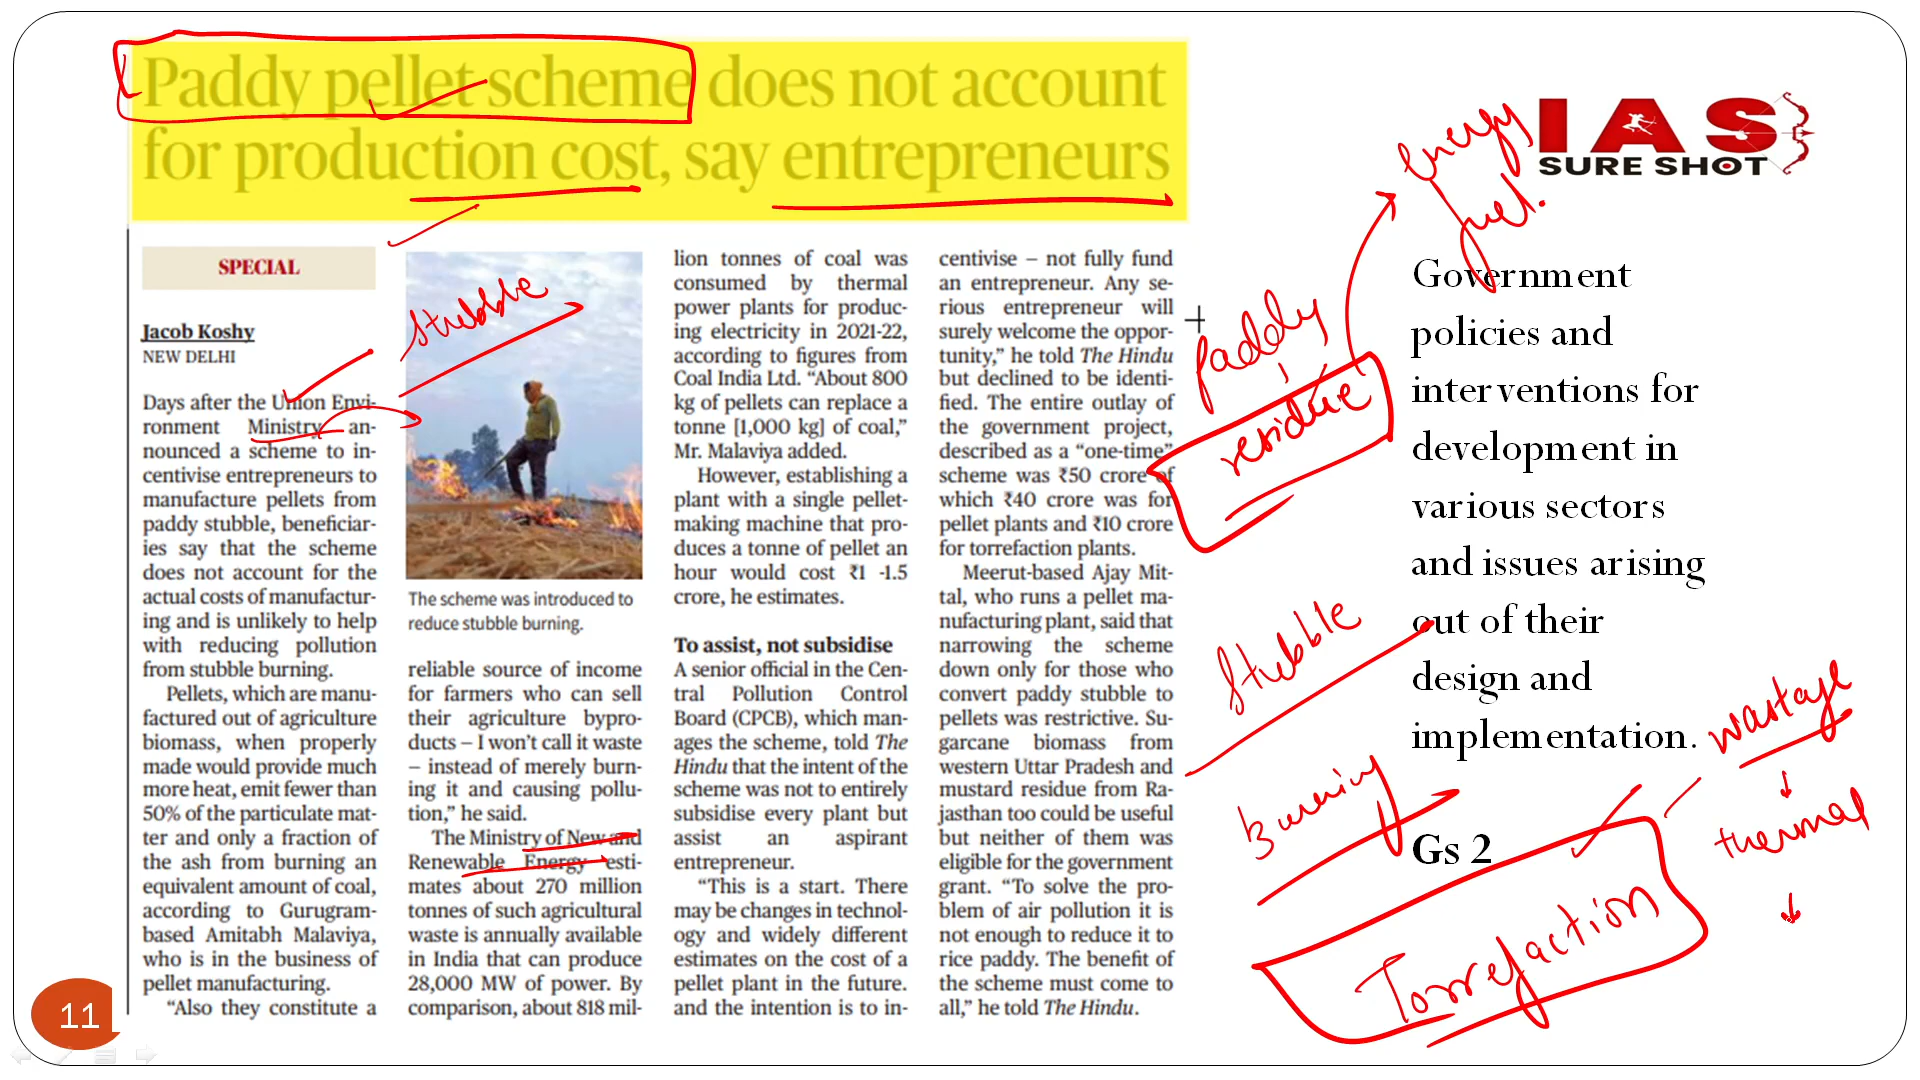 Paddy pellet scheme does not account
for production cost, say entrepreneurs
SPECIAL
Jacob Koshy
NEW DELHI
Days after the Union Envi-
ronment Ministry an-
nounced a scheme to in-
centivise entrepreneurs to
manufacture pellets from
paddy stubble, beneficiar-
ies say that the scheme
does not account for the
actual costs of manufactur-
ing and is unlikely to help
with reducing pollution
from stubble burning.
Pellets, which are manu-
factured out of agriculture
biomass, when properly
made would provide much
more heat, emit fewer than
50% of the particulate mat-
ter and only a fraction of
the ash from burning an
equivalent amount of coal,
according to Gurugram-
based Amitabh Malaviya,
who is in the business of
pellet manufacturing.
“Also they constitute a
stubble
The scheme was introduced to
reduce stubble burning.
reliable source of income
for farmers who can sell
their agriculture bypro-
ducts – I won’t call it waste
– instead of merely burn-
ing it and causing pollu-
tion,” he said.
The Ministry of New and
Renewable Energy esti-
mates about 270 million
tonnes of such agricultural
waste is annually available
in India that can produce
28,000 MW of power. By
comparison, about 818 mil-
lion tonnes of coal was
consumed by thermal
power plants for produc-
ing electricity in 2021-22,
according to figures from
Coal India Ltd. “About 800
kg of pellets can replace a
tonne [1,000 kg] of coal,”
Mr. Malaviya added.
However, establishing a
plant with a single pellet-
making machine that pro-
duces a tonne of pellet an
hour would cost ₹1 -1.5
crore, he estimates.
To assist, not subsidise
A senior official in the Cen-
tral Pollution Control
Board (CPCB), which man-
ages the scheme, told The
Hindu that the intent of the
scheme was not to entirely
subsidise every plant but
assist an aspirant
entrepreneur.
“This is a start. There
may be changes in technol-
ogy and widely different
estimates on the cost of a
pellet plant in the future.
and the intention is to in-
centivise – not fully fund
an entrepreneur. Any se-
rious entrepreneur will
surely welcome the oppor-
tunity,” he told The Hindu
but declined to be identi-
fied. The entire outlay of
the government project,
described as a “one-time”
scheme was ₹50 crore of
which ₹40 crore was for
pellet plants and ₹10 crore
for torrefaction plants.
Meerut-based Ajay Mit-
tal, who runs a pellet ma-
nufacturing plant, said that
narrowing the scheme
down only for those who
convert paddy stubble to
pellets was restrictive. Su-
garcane biomass from
western Uttar Pradesh and
mustard residue from Ra-
jasthan too could be useful
but neither of them was
eligible for the government
grant. “To solve the pro-
blem of air pollution it is
not enough to reduce it to
rice paddy. The benefit of
the scheme must come to
all,” he told The Hindu.
energy
fuel.
IAS
SURE SHOT
paddy
residue
Government
policies and
interventions for
development in
various sectors
and issues arising
out of their
design and
implementation.
stubble
Burning
wastage
thermal
Gs 2
Torrefaction
11